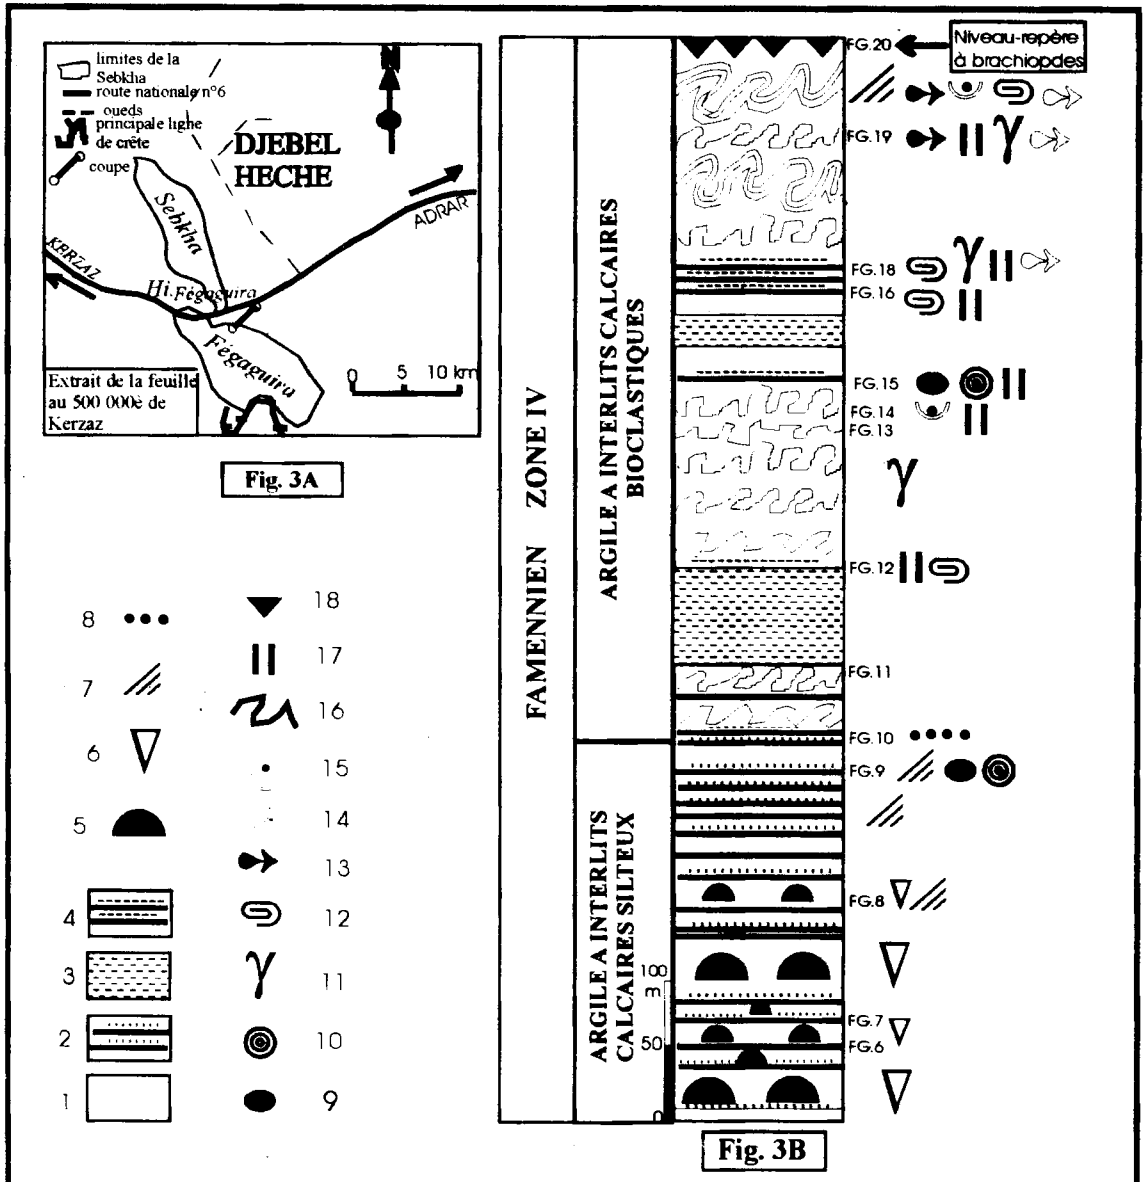 limites de la
Sebkha
route nationale n°6
oueds
principale ligne
de crête
coupe
N
DJEBEL
HECHE
Sebkha
ADRAR
KERZAZ
Hi. Fégaguira
Fégaguira
0 5 10 km
Extrait de la feuille
au 500 000è de
Kerzaz
Fig. 3A
8
7
6
5
4
3
2
1
18
17
16
15
14
13
12
11
10
9
FAMENNIEN ZONE IV
ARGILE A INTERLITS CALCAIRES
BIOCLASTIQUES
ARGILE A INTERLITS
CALCAIRES SILTEUX
100
m
50
0
Niveau-repère
à brachiopdes
FG.20
FG.19
FG.18
FG.16
FG.15
FG.14
FG.13
FG.12
FG.11
FG.10
FG.9
FG.8
FG.7
FG.6
Fig. 3B